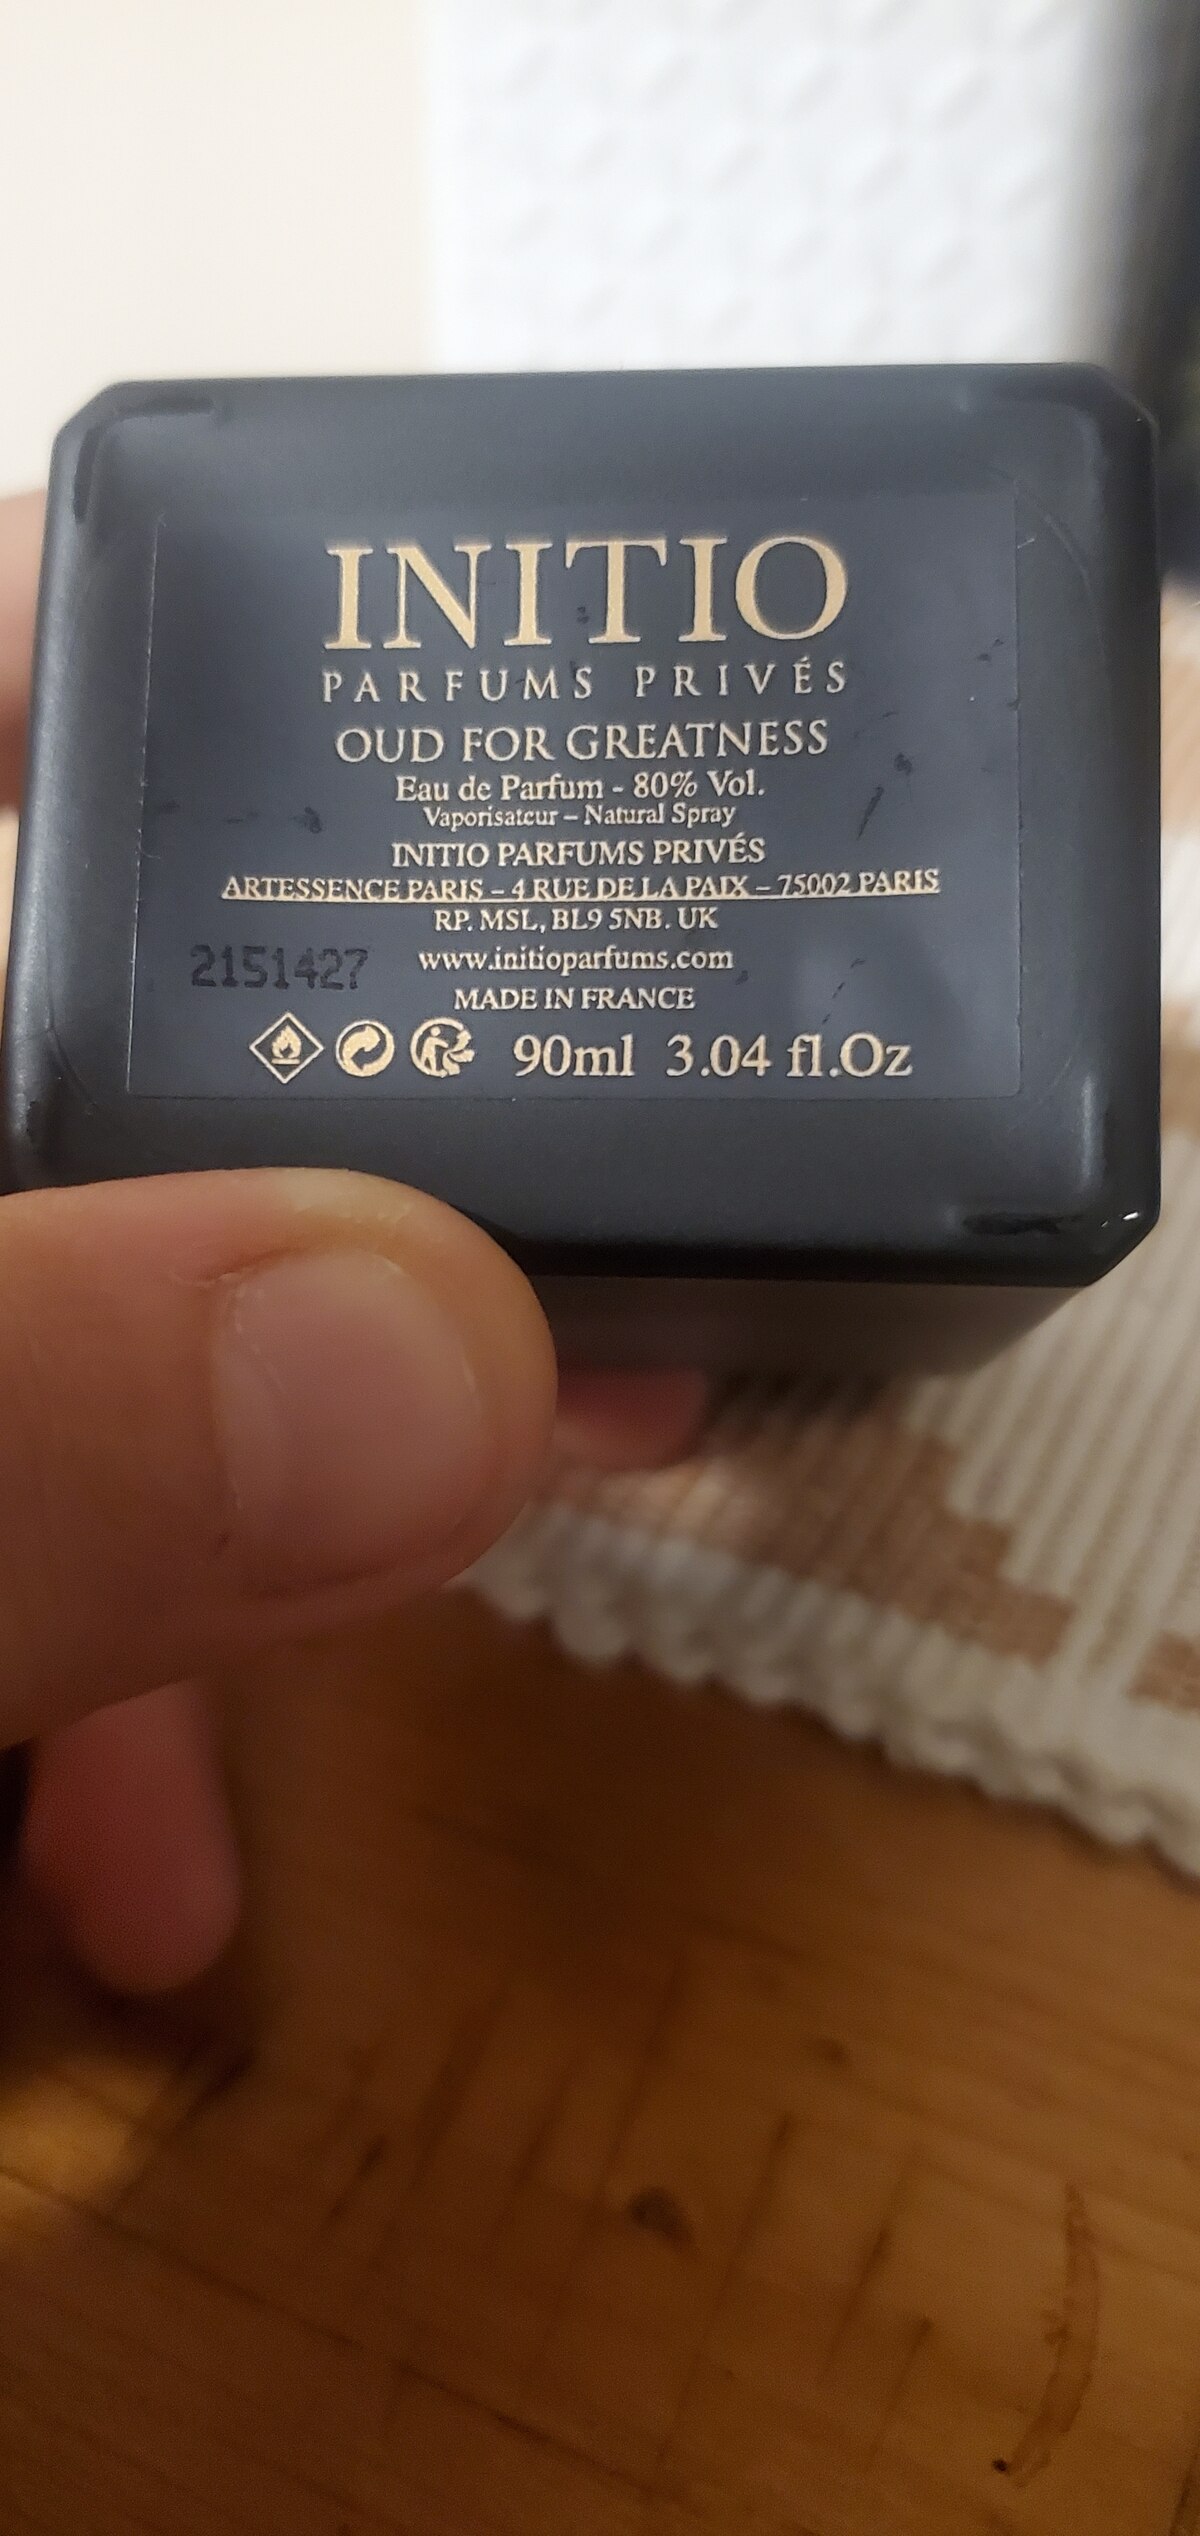 INITIO
PARFUMS PRIVÉS
OUD FOR GREATNESS
Eau de Parfum - 80% Vol.
Vaporisateur – Natural Spray
INITIO PARFUMS PRIVÉS
ARTESSENCE PARIS – 4 RUE DE LA PAIX – 75002 PARIS
RP. MSL, BL9 5NB. UK
2151427 www.initioparfums.com
MADE IN FRANCE
90ml 3.04 fl.Oz